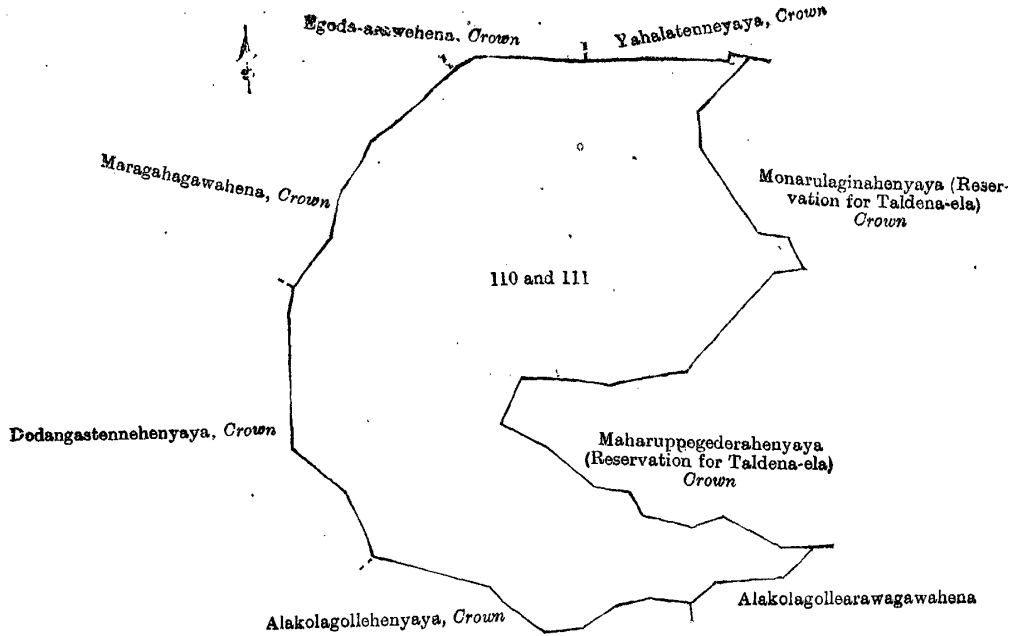 Egoda-arawehena, Crown
Yahalatenneyaya, Crown
Maragahagawahena, Crown
Monarulaginahenyaya (Reser-
vation for Taldena-ela)
Crown
110 and 111
Dodangastennehenyaya, Crown
Maharuppegederahenyaya
(Reservation for Taldena-ela)
Crown
Alakolagollehenyaya, Crown
Alakolagollearawagawahena